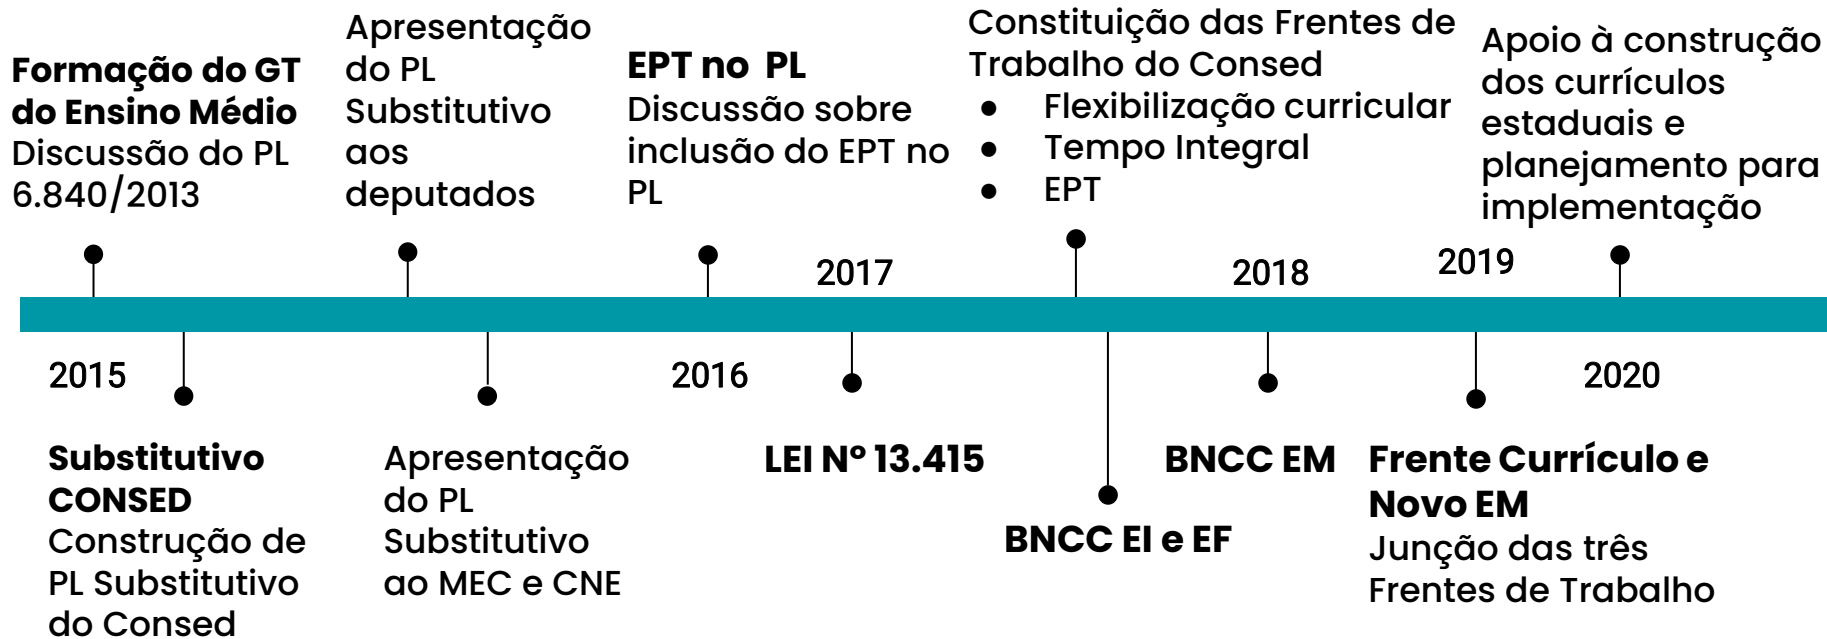 Formação do GT
do Ensino Médio
Discussão do PL
6.840/2013
Apresentação
do PL
Substitutivo
aos
deputados
EPT no PL
Discussão sobre
inclusão do EPT no
PL
Constituição das Frentes de
Trabalho do Consed
● Flexibilização curricular
● Tempo Integral
● EPT
Apoio à construção
dos currículos
estaduais e
planejamento para
implementação
2017
2018
2019
2015
2016
2020
Substitutivo
CONSED
Construção de
PL Substitutivo
do Consed
Apresentação
do PL
Substitutivo
ao MEC e CNE
LEI Nº 13.415
BNCC EI e EF
BNCC EM
Frente Currículo e
Novo EM
Junção das três
Frentes de Trabalho